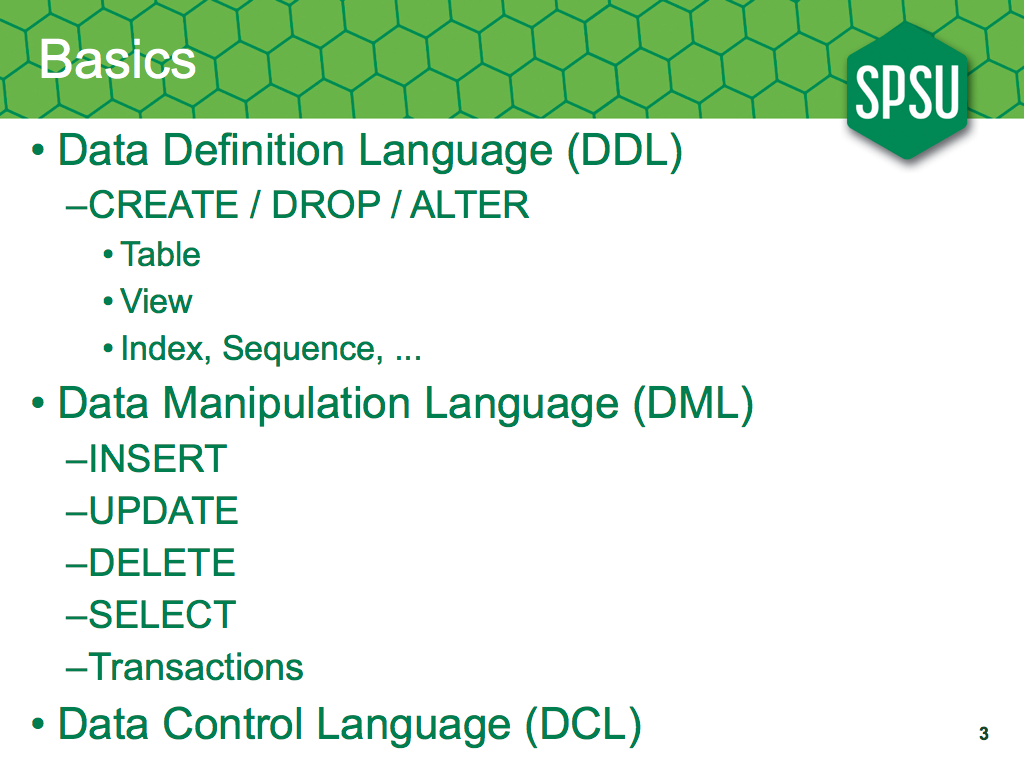 Basics
SPSU
• Data Definition Language (DDL)
–CREATE / DROP / ALTER
• Table
• View
• Index, Sequence, ...
• Data Manipulation Language (DML)
–INSERT
–UPDATE
–DELETE
–SELECT
–Transactions
• Data Control Language (DCL)
3